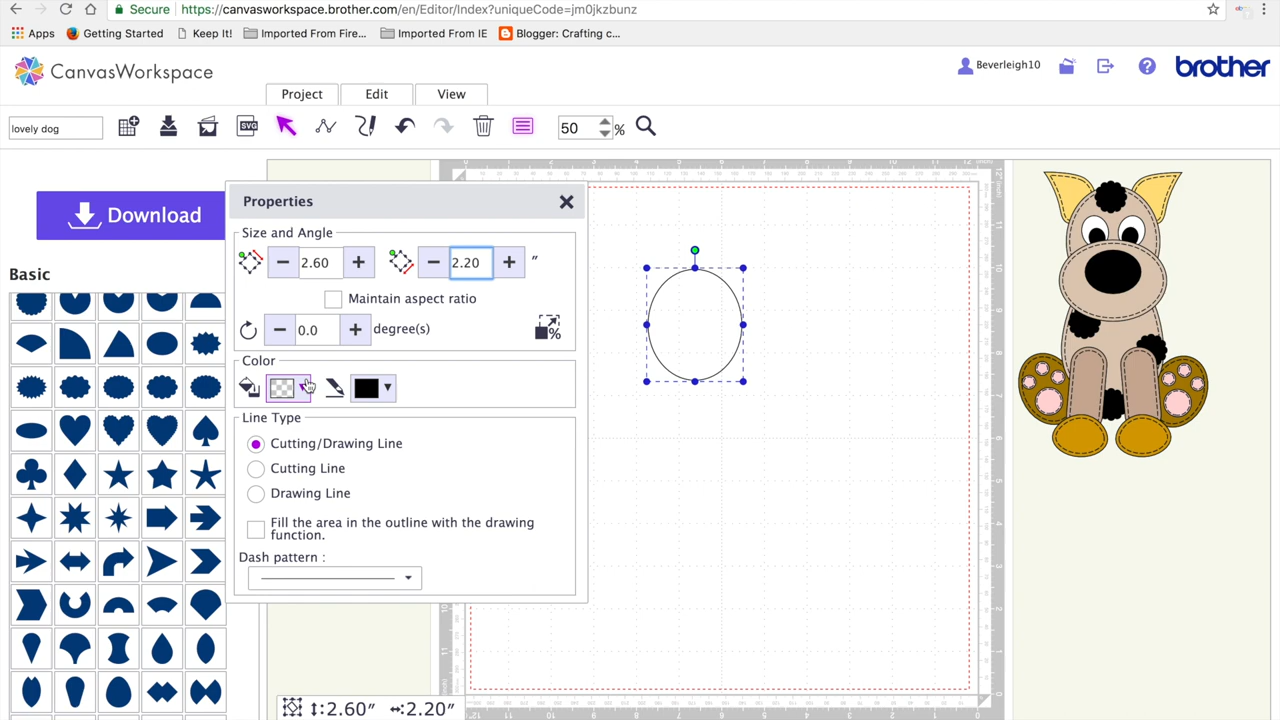 Secure https://canvasworkspace.brother.com/en/Editor/Index?uniqueCode=jm0jkzbunz
Apps Getting Started Keep It! Imported From Fire... Imported From IE Blogger: Crafting c...
CanvasWorkspace
Beverleigh10
brother
Project Edit View
lovely dog
SVG
50 %
Download
Properties
Size and Angle
2.60 2.20 "
Maintain aspect ratio
0.0 degree(s)
%
Color
Line Type
Cutting/Drawing Line
Cutting Line
Drawing Line
Fill the area in the outline with the drawing
function.
Dash pattern :
Basic
2.60" 2.20"